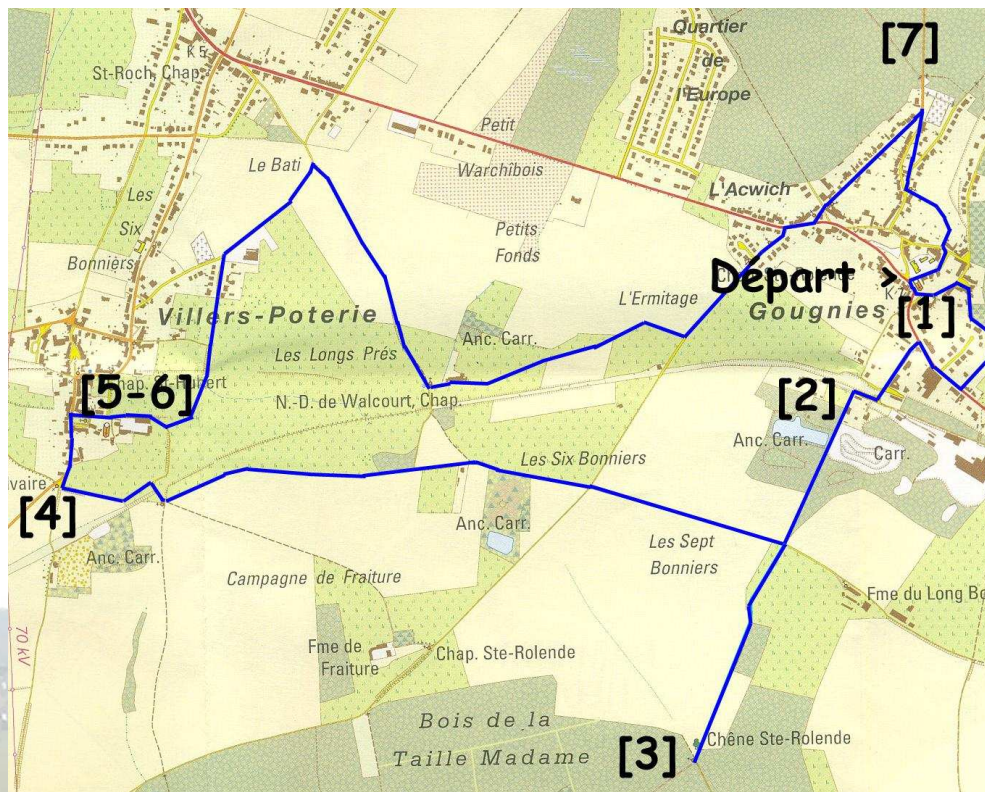 Quartier
de
l'Europe
[7]
K 5
St-Roch, Chap.
Petit
Warchibois
Le Bati
Les
Six
Bonniers
L'Acwich
Petits
Fonds
Départ >
K 7
L'Ermitage
Gougnies
[1]
Villers-Poterie
Anc. Carr.
Les Longs Prés
[5-6]
Chap. St-Hubert
N.-D. de Walcourt, Chap.
[2]
Anc. Carr.
Carr.
Les Six Bonniers
[4]
Anc. Carr.
Anc. Carr.
Les Sept
Bonniers
Campagne de Fraiture
Fme du Long
70 kV
Fme de
Fraiture
Chap. Ste-Rolende
Bois de la
Taille Madame
[3]
Chêne Ste-Rolende